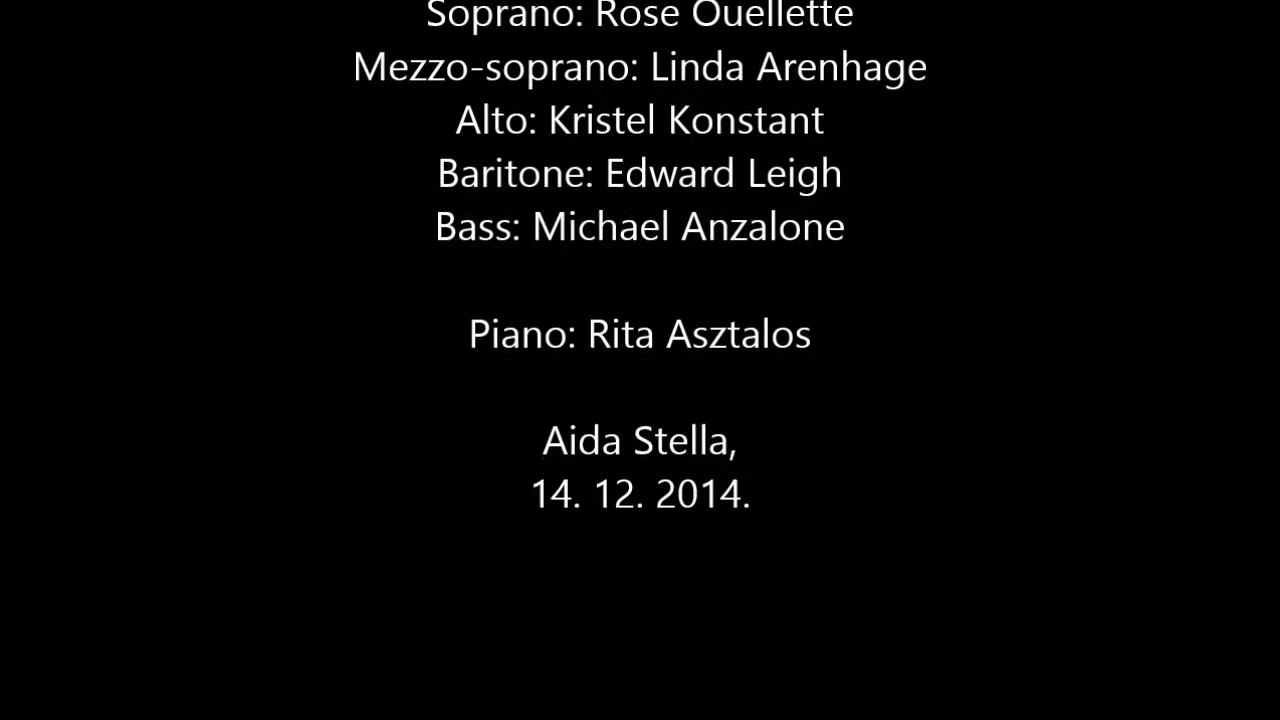 Soprano: Rose Ouellette
Mezzo-soprano: Linda Arenhage
Alto: Kristel Konstant
Baritone: Edward Leigh
Bass: Michael Anzalone
Piano: Rita Asztalos
Aida Stella,
14. 12. 2014.